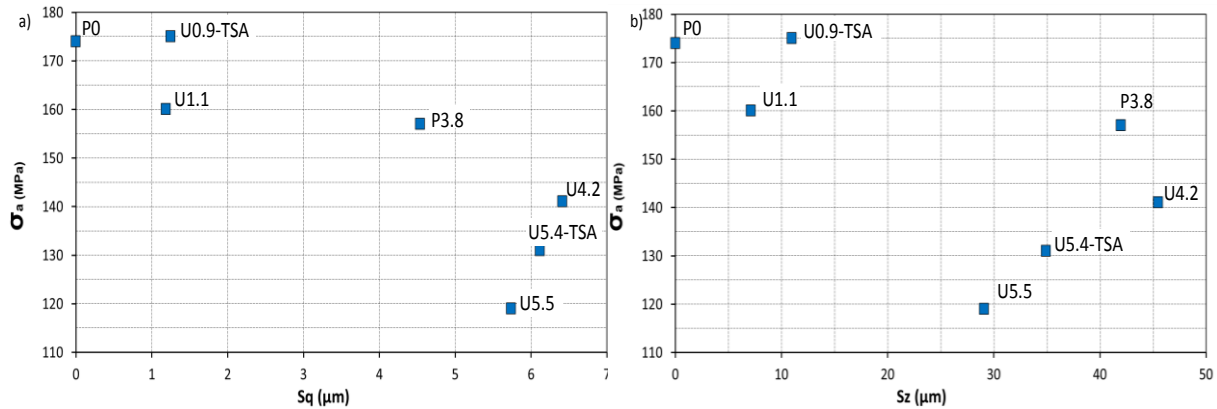 a)
180
170
160
150
140
130
120
110
σa (MPa)
P0
U0.9-TSA
U1.1
P3.8
U4.2
U5.4-TSA
U5.5
0 1 2 3 4 5 6 7
Sq (μm)
b)
180
170
160
150
140
130
120
110
σa (MPa)
P0
U0.9-TSA
U1.1
P3.8
U4.2
U5.4-TSA
U5.5
0 10 20 30 40 50
Sz (μm)